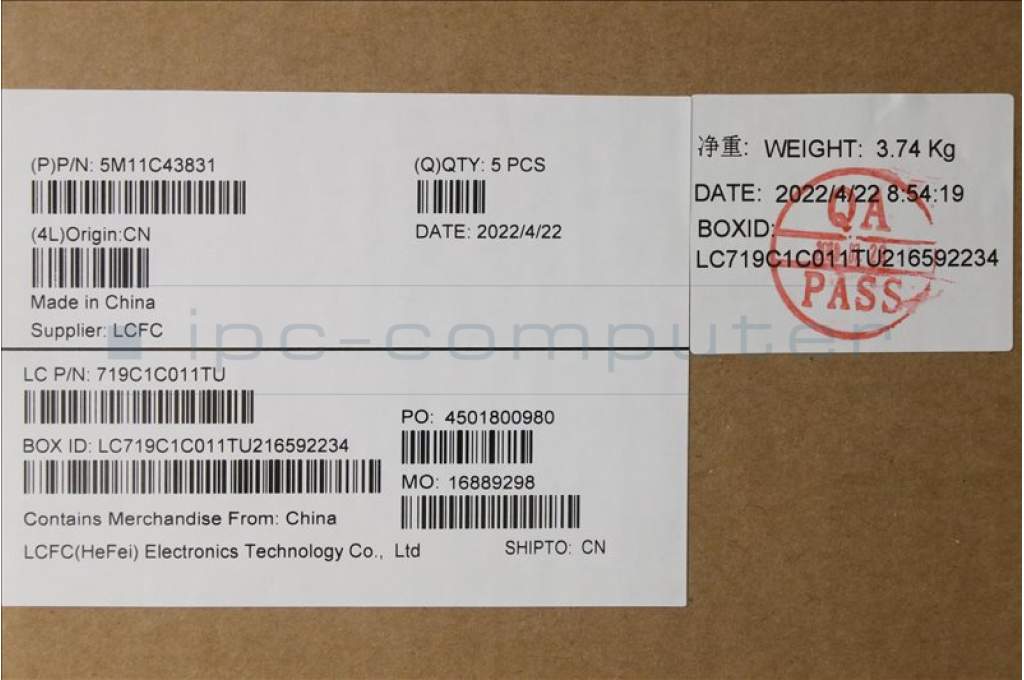 (P)P/N: 5M11C43831
(Q)QTY: 5 PCS
(4L)Origin:CN
DATE: 2022/4/22
Made in China
Supplier: LCFC
净重: WEIGHT: 3.74 Kg
DATE: 2022/4/22 8:54:19
BOXID:
LC719C1C011TU216592234
QA
PASS
ipc-computer
LC P/N: 719C1C011TU
PO: 4501800980
BOX ID: LC719C1C011TU216592234
MO: 16889298
Contains Merchandise From: China
LCFC(HeFei) Electronics Technology Co., Ltd
SHIPTO: CN